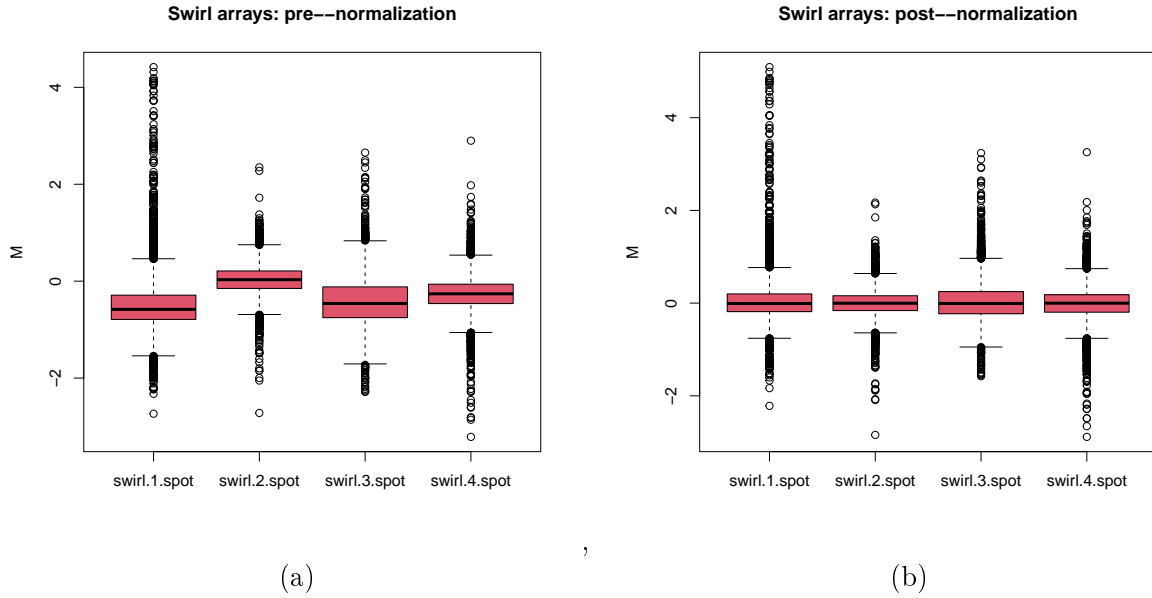 Swirl arrays: pre−−normalization
M
4
2
0
−2
swirl.1.spot swirl.2.spot swirl.3.spot swirl.4.spot
(a)
,
Swirl arrays: post−−normalization
M
4
2
0
−2
swirl.1.spot swirl.2.spot swirl.3.spot swirl.4.spot
(b)